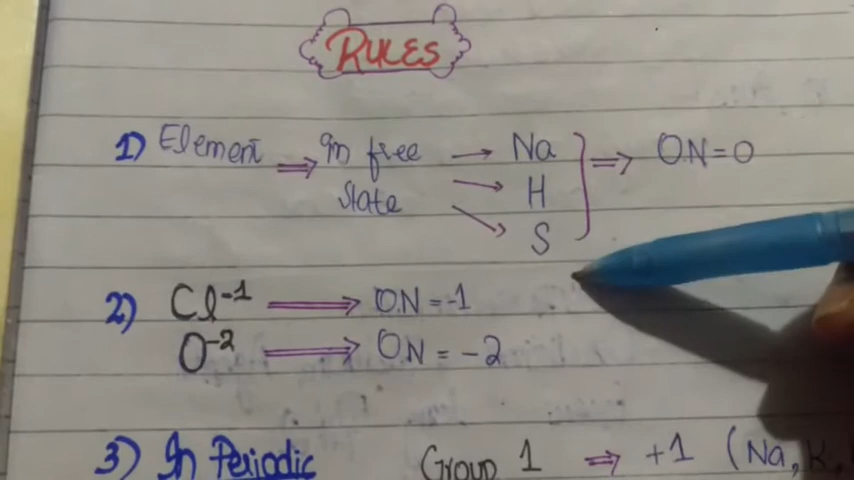 RULES
1) Element ⇒ In free → Na } ⇒ ON=0
State → H
→ S
2) Cl⁻¹ ⇒ ON=-1
O⁻² ⇒ ON = -2
3) In Periodic Group 1 ⇒ +1 (Na, K,